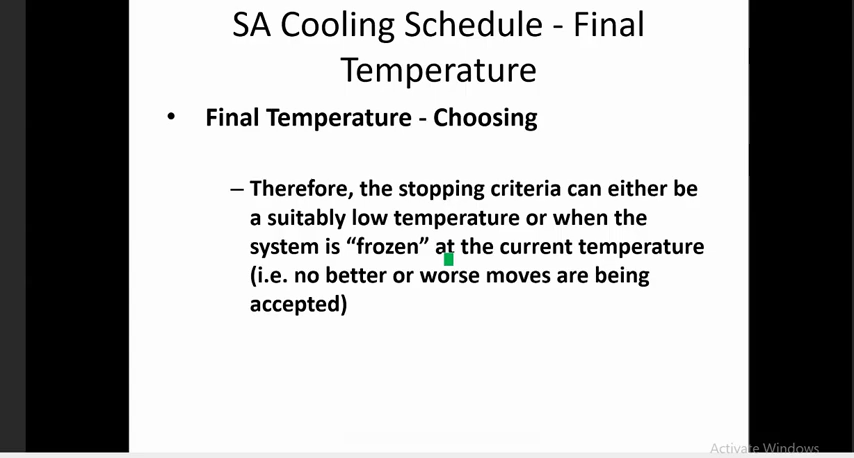 SA Cooling Schedule - Final
Temperature
• Final Temperature - Choosing
– Therefore, the stopping criteria can either be
a suitably low temperature or when the
system is “frozen” at the current temperature
(i.e. no better or worse moves are being
accepted)
Activate Windows